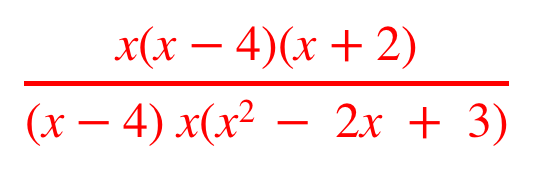 x(x − 4)(x + 2)
(x − 4) x(x² − 2x + 3)